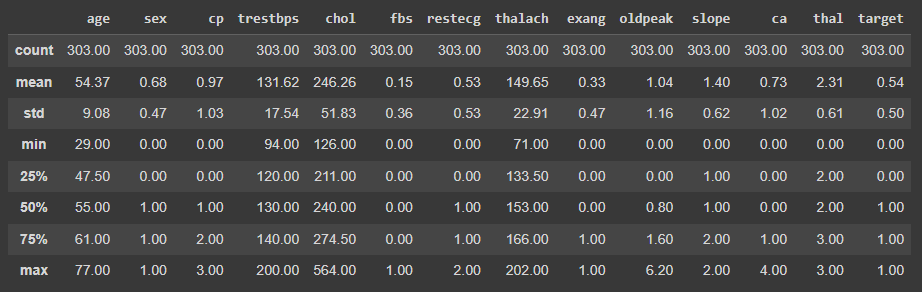 age sex cp trestbps chol fbs restecg thalach exang oldpeak slope ca thal target
count 303.00 303.00 303.00 303.00 303.00 303.00 303.00 303.00 303.00 303.00 303.00 303.00 303.00 303.00
mean 54.37 0.68 0.97 131.62 246.26 0.15 0.53 149.65 0.33 1.04 1.40 0.73 2.31 0.54
std 9.08 0.47 1.03 17.54 51.83 0.36 0.53 22.91 0.47 1.16 0.62 1.02 0.61 0.50
min 29.00 0.00 0.00 94.00 126.00 0.00 0.00 71.00 0.00 0.00 0.00 0.00 0.00 0.00
25% 47.50 0.00 0.00 120.00 211.00 0.00 0.00 133.50 0.00 0.00 1.00 0.00 2.00 0.00
50% 55.00 1.00 1.00 130.00 240.00 0.00 1.00 153.00 0.00 0.80 1.00 0.00 2.00 1.00
75% 61.00 1.00 2.00 140.00 274.50 0.00 1.00 166.00 1.00 1.60 2.00 1.00 3.00 1.00
max 77.00 1.00 3.00 200.00 564.00 1.00 2.00 202.00 1.00 6.20 2.00 4.00 3.00 1.00